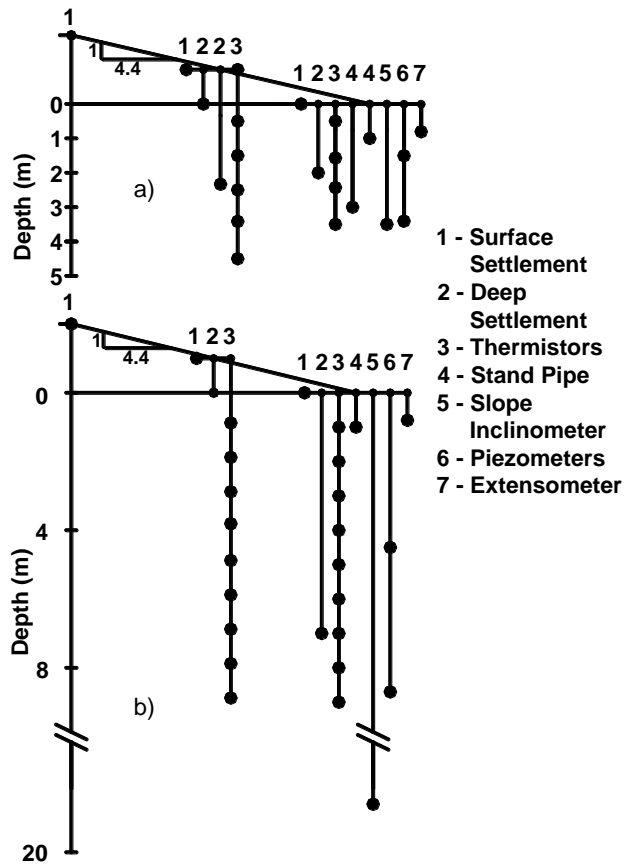 1
1
4.4
1 2 2 3
1 2 3 4 4 5 6 7
0
1
2
3
4
5
Depth (m)
a)
1 - Surface
Settlement
2 - Deep
Settlement
3 - Thermistors
4 - Stand Pipe
5 - Slope
Inclinometer
6 - Piezometers
7 - Extensometer
1
1
4.4
1 2 3
1 2 3 4 5 6 7
0
4
8
20
Depth (m)
b)